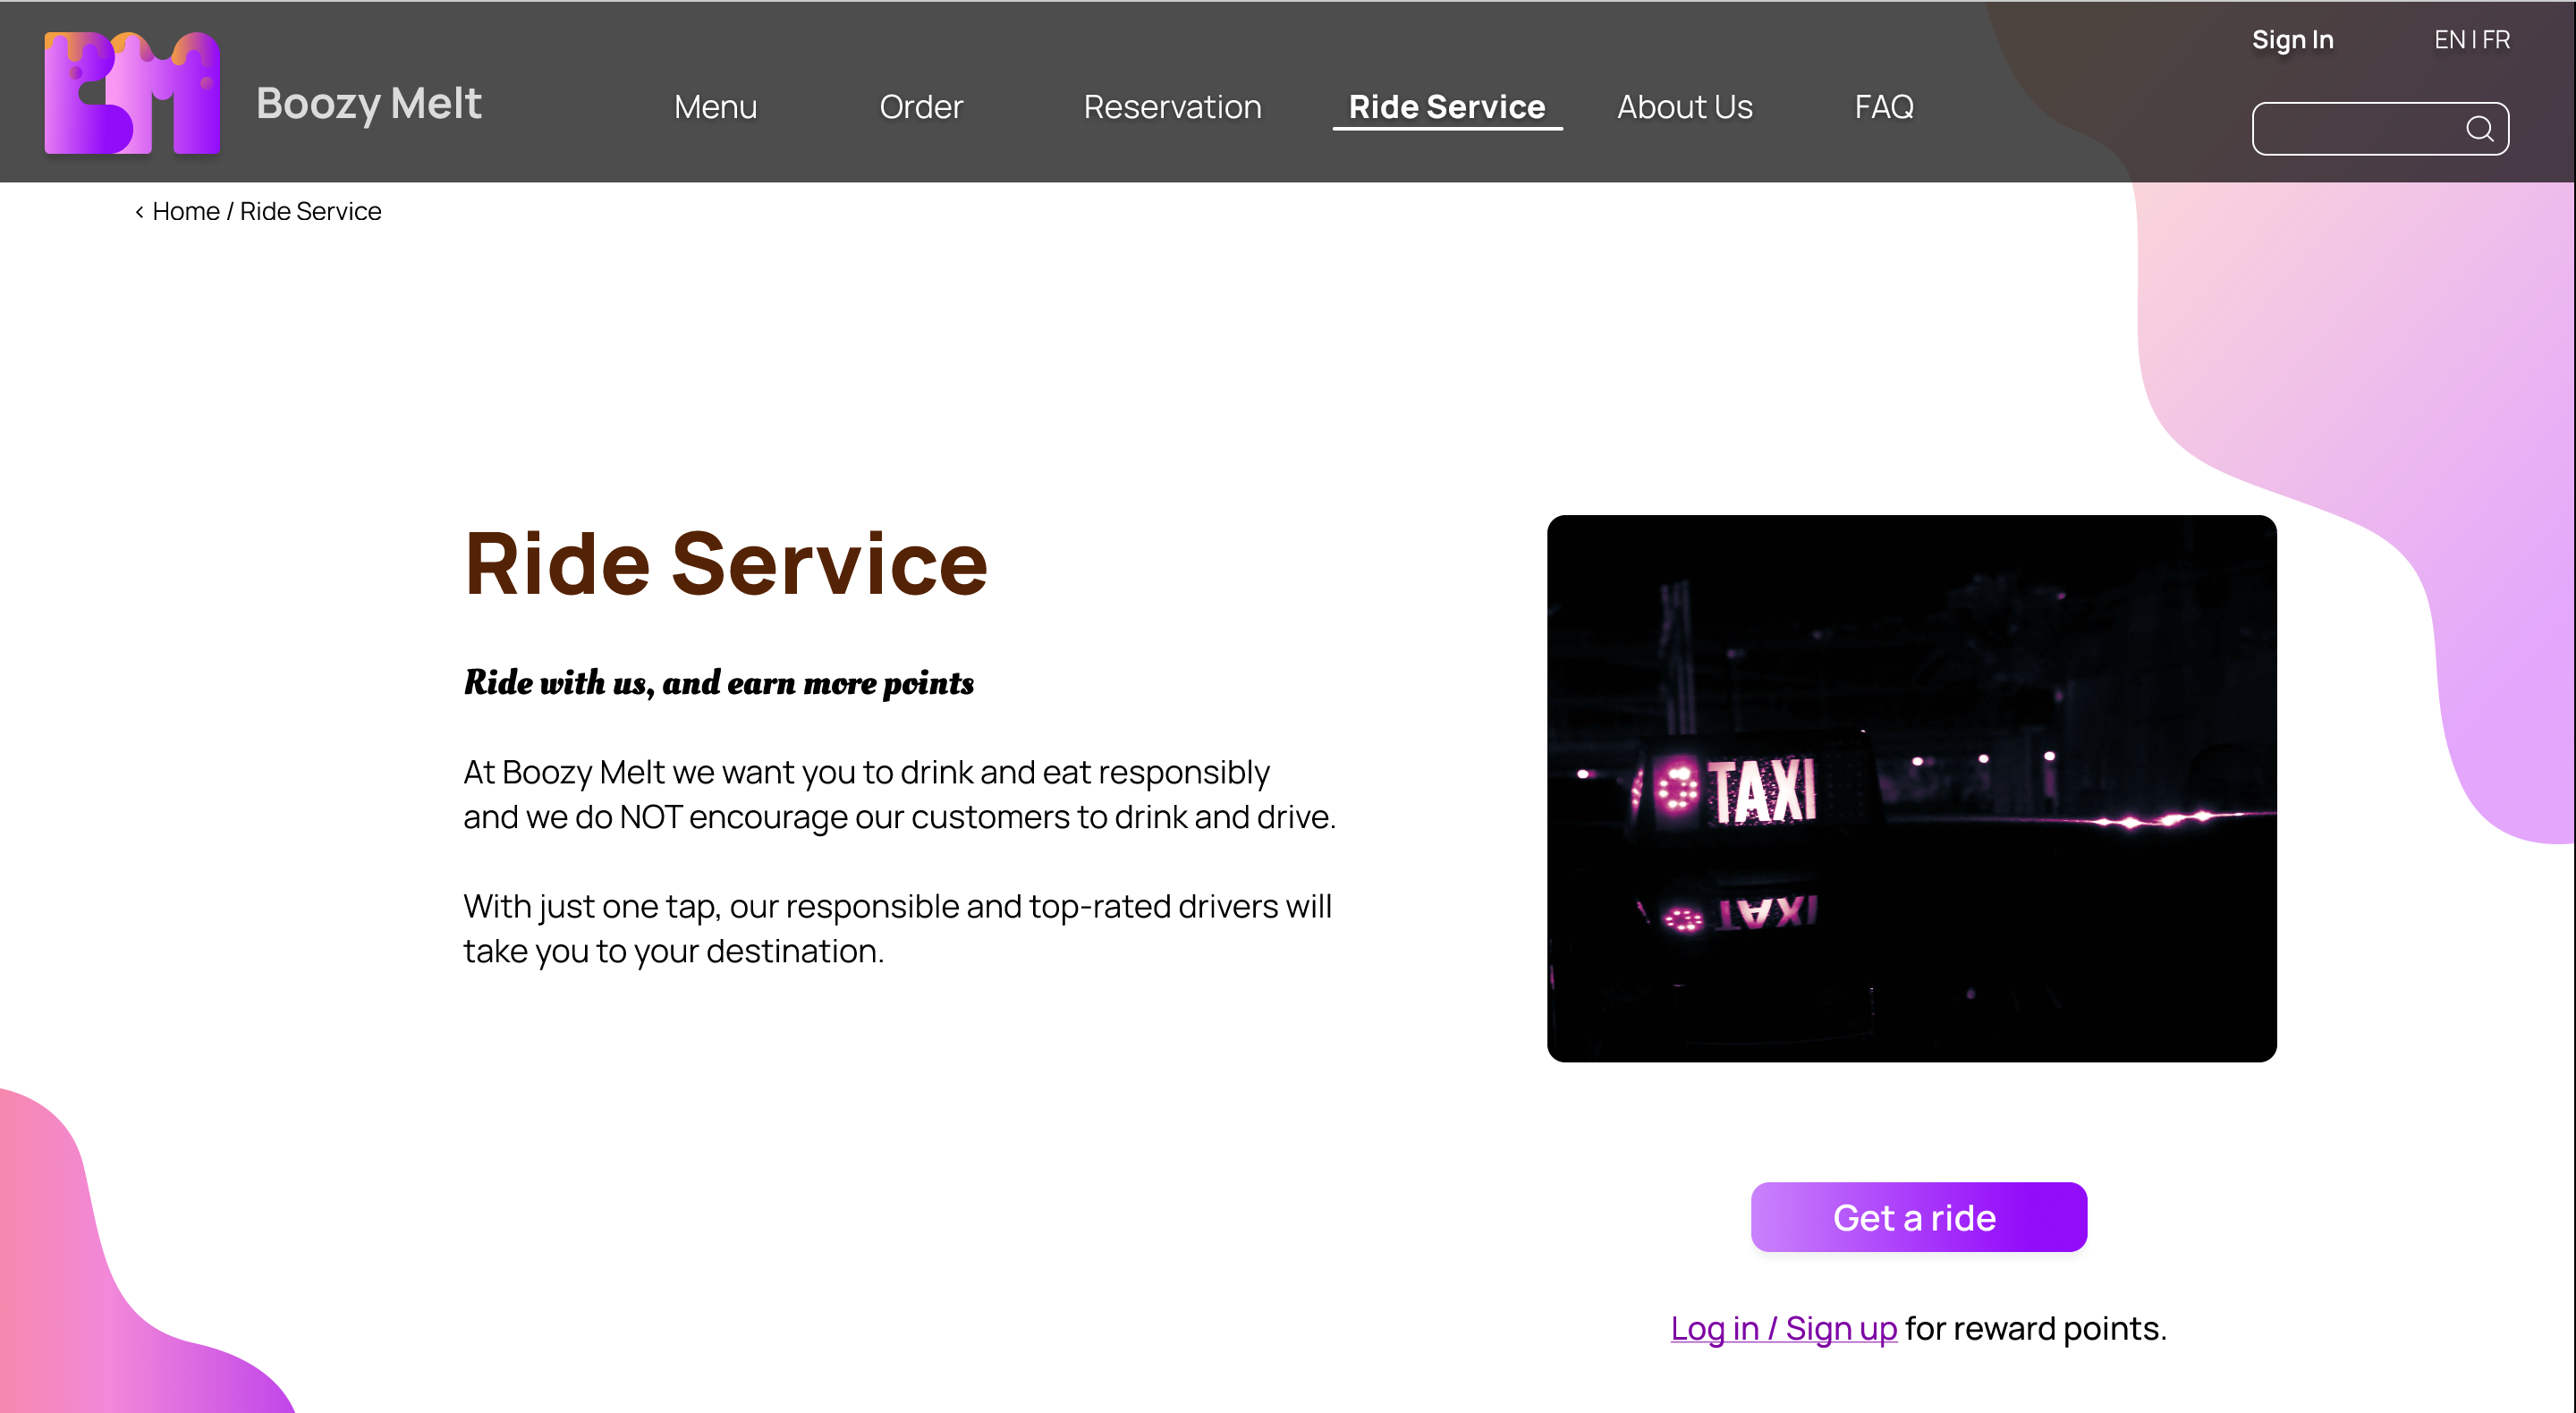 BM
Boozy Melt
Menu
Order
Reservation
Ride Service
About Us
FAQ
Sign In
EN | FR
< Home / Ride Service
Ride Service
Ride with us, and earn more points
At Boozy Melt we want you to drink and eat responsibly
and we do NOT encourage our customers to drink and drive.
With just one tap, our responsible and top-rated drivers will
take you to your destination.
TAXI
TAXI
Get a ride
Log in / Sign up for reward points.